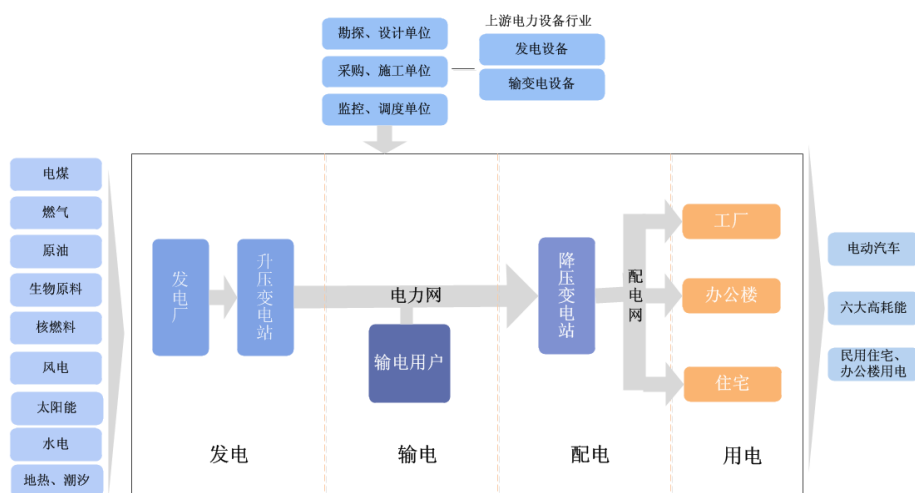 上游电力设备行业
勘探、设计单位
采购、施工单位
监控、调度单位
发电设备
输变电设备
电煤
燃气
原油
生物原料
核燃料
风电
太阳能
水电
地热、潮汐
发电厂
升压变电站
电力网
输电用户
降压变电站
配电网
工厂
办公楼
住宅
发电
输电
配电
用电
电动汽车
六大高耗能
民用住宅、
办公楼用电